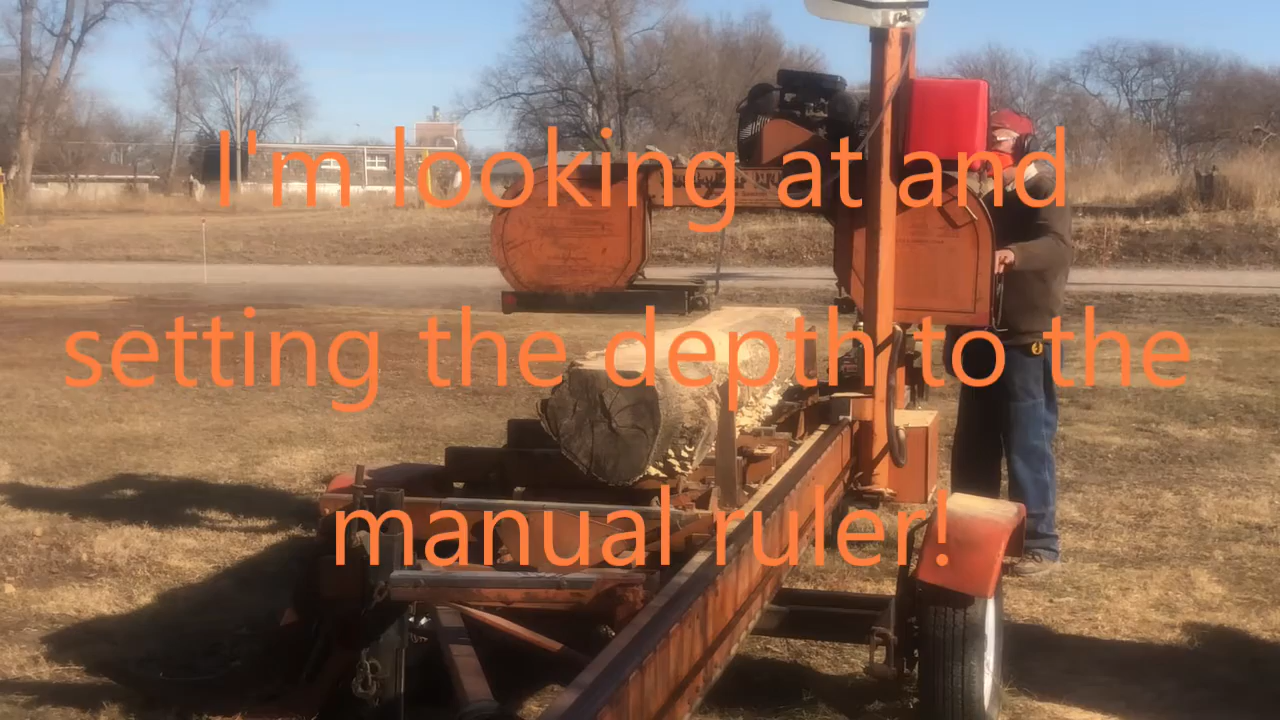 I'm looking at and
setting the depth to the
manual ruler!